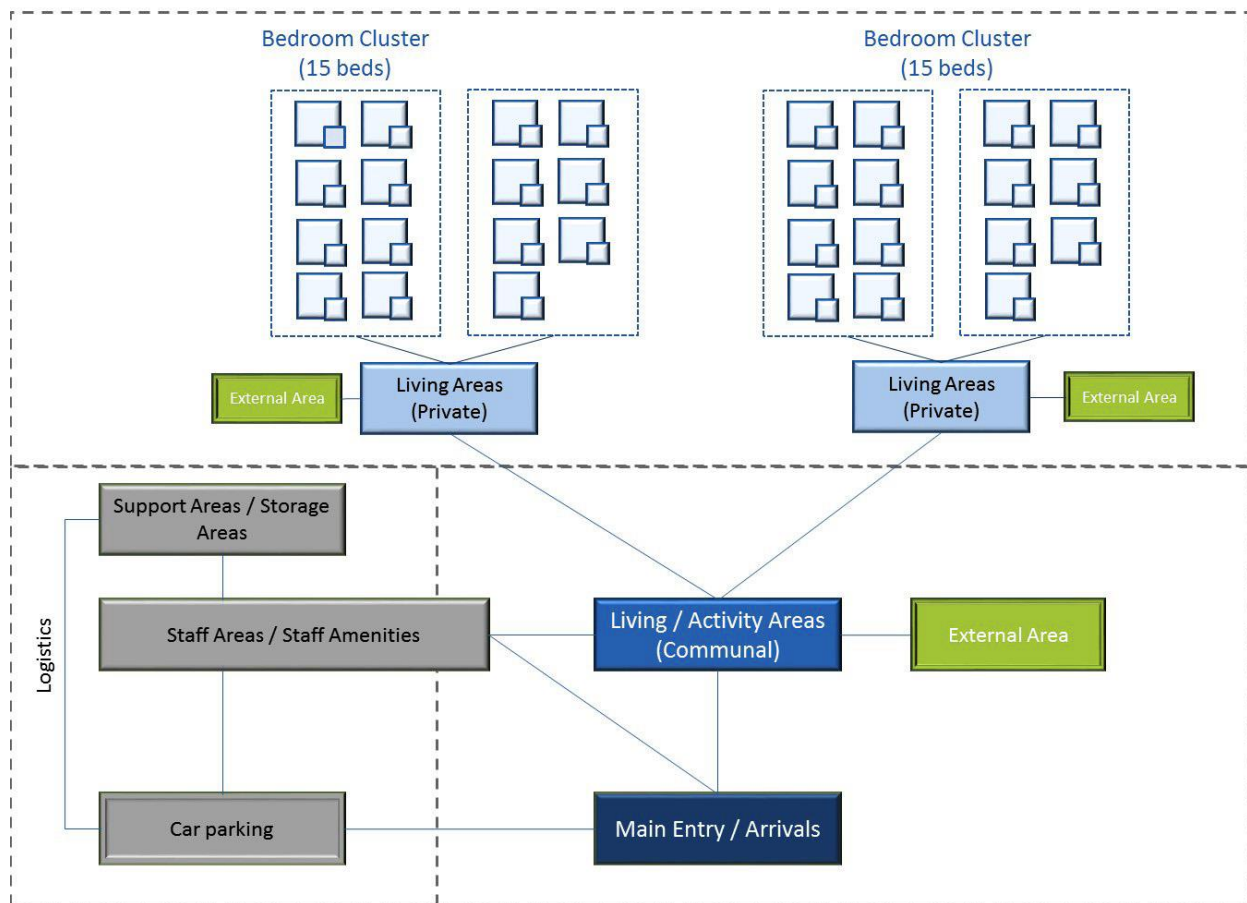 Bedroom Cluster
(15 beds)
Bedroom Cluster
(15 beds)
External Area
Living Areas
(Private)
Living Areas
(Private)
External Area
Support Areas / Storage
Areas
Staff Areas / Staff Amenities
Living / Activity Areas
(Communal)
External Area
Logistics
Car parking
Main Entry / Arrivals